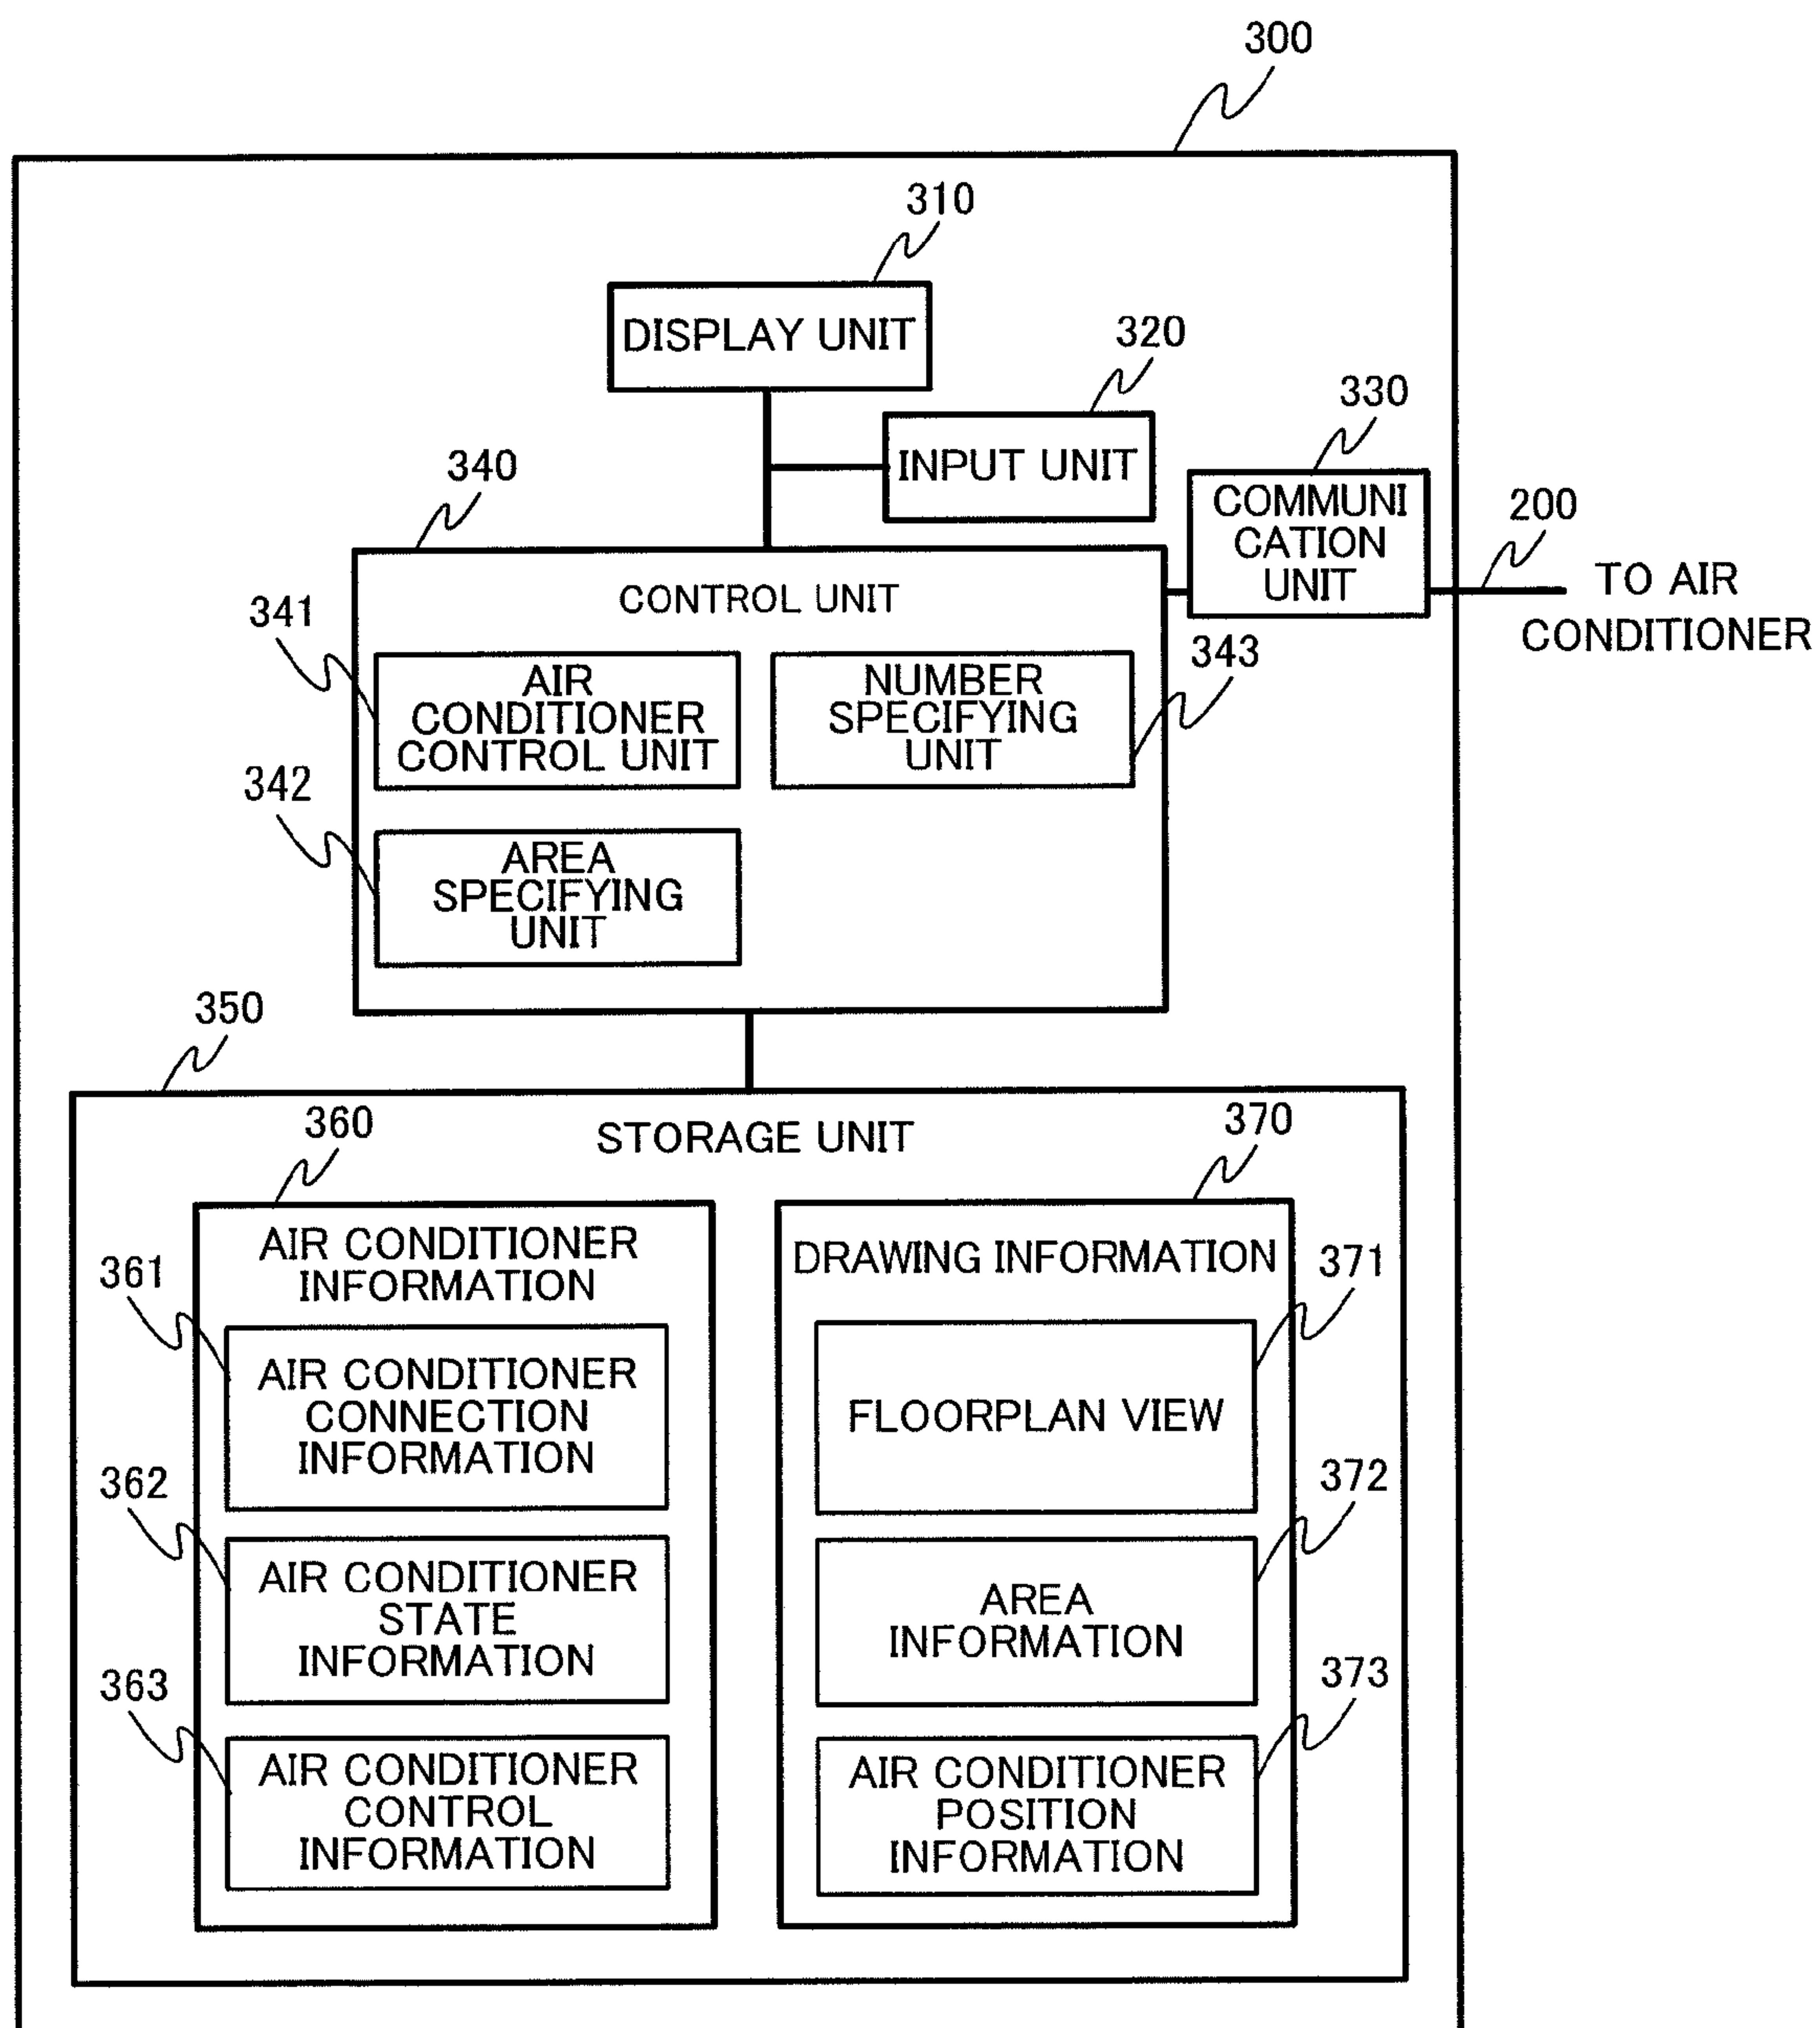 300
310
DISPLAY UNIT
320
INPUT UNIT
330
COMMUNI
CATION
UNIT
200
TO AIR
CONDITIONER
340
CONTROL UNIT
341
AIR
CONDITIONER
CONTROL UNIT
343
NUMBER
SPECIFYING
UNIT
342
AREA
SPECIFYING
UNIT
350
STORAGE UNIT
360
AIR CONDITIONER
INFORMATION
361
AIR CONDITIONER
CONNECTION
INFORMATION
362
AIR CONDITIONER
STATE
INFORMATION
363
AIR CONDITIONER
CONTROL
INFORMATION
370
DRAWING INFORMATION
371
FLOORPLAN VIEW
372
AREA
INFORMATION
373
AIR CONDITIONER
POSITION
INFORMATION